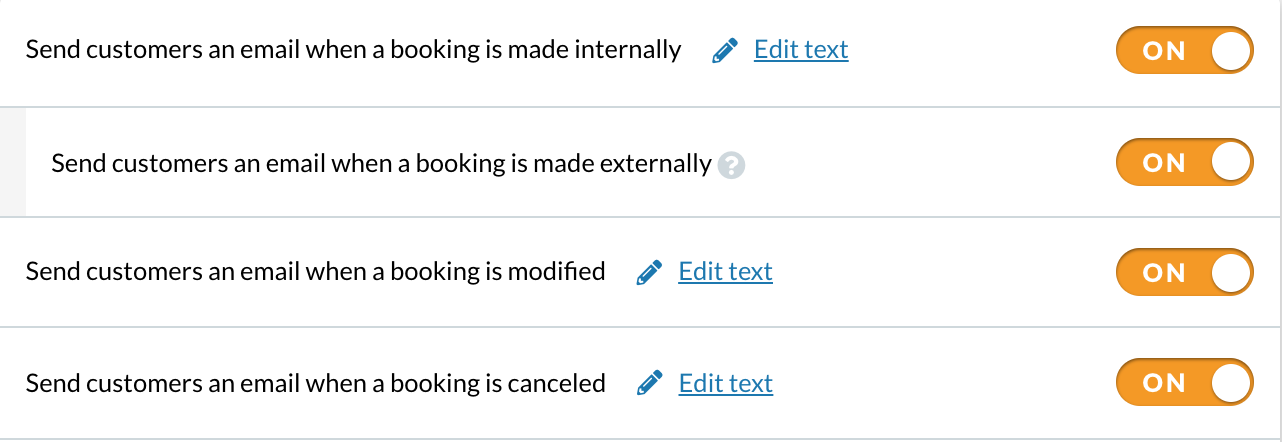 Send customers an email when a booking is made internally Edit text ON
Send customers an email when a booking is made externally ? ON
Send customers an email when a booking is modified Edit text ON
Send customers an email when a booking is canceled Edit text ON